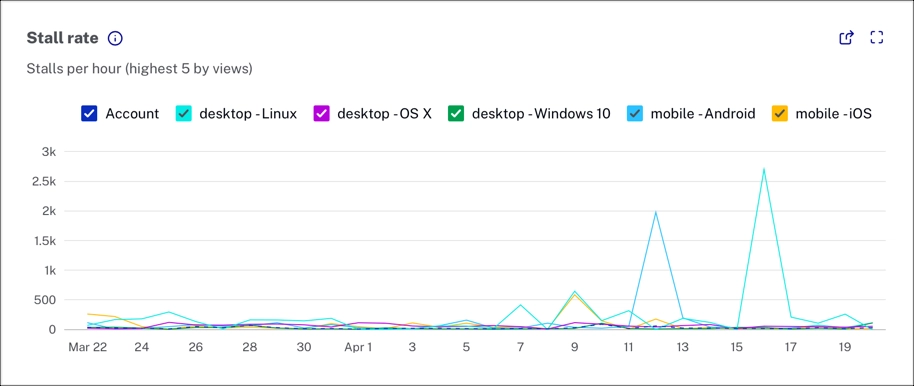 Stall rate
Stalls per hour (highest 5 by views)
Account desktop - Linux desktop - OS X desktop - Windows 10 mobile - Android mobile - iOS
3k
2.5k
2k
1.5k
1k
500
0
Mar 22 24 26 28 30 Apr 1 3 5 7 9 11 13 15 17 19